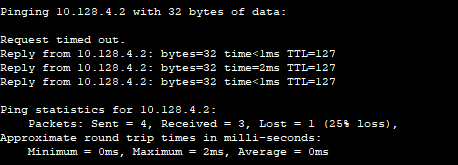 Pinging 10.128.4.2 with 32 bytes of data:
Request timed out.
Reply from 10.128.4.2: bytes=32 time<1ms TTL=127
Reply from 10.128.4.2: bytes=32 time=2ms TTL=127
Reply from 10.128.4.2: bytes=32 time<1ms TTL=127
Ping statistics for 10.128.4.2:
Packets: Sent = 4, Received = 3, Lost = 1 (25% loss),
Approximate round trip times in milli-seconds:
Minimum = 0ms, Maximum = 2ms, Average = 0ms